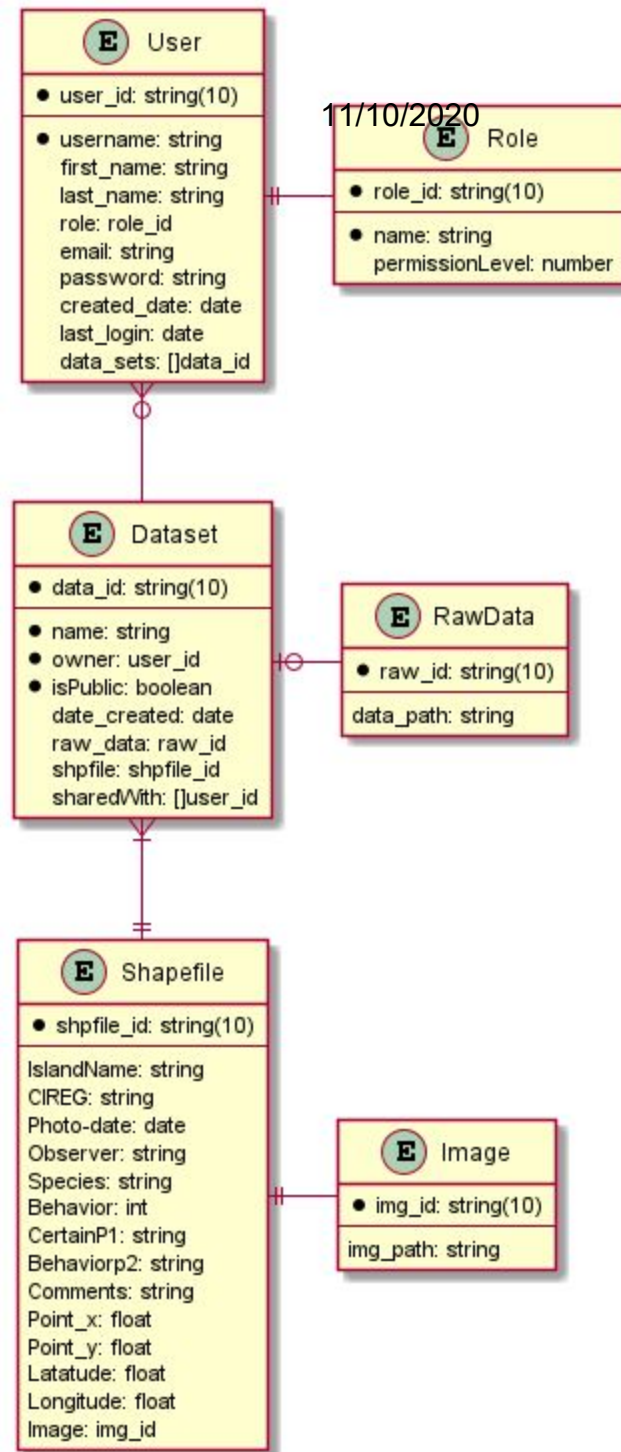 E User
● user_id: string(10)
● username: string
first_name: string
last_name: string
role: role_id
email: string
password: string
created_date: date
last_login: date
data_sets: []data_id
11/10/2020
E Role
● role_id: string(10)
● name: string
permissionLevel: number
E Dataset
● data_id: string(10)
● name: string
● owner: user_id
● isPublic: boolean
date_created: date
raw_data: raw_id
shpfile: shpfile_id
sharedWith: []user_id
E RawData
● raw_id: string(10)
data_path: string
E Shapefile
● shpfile_id: string(10)
IslandName: string
CIREG: string
Photo-date: date
Observer: string
Species: string
Behavior: int
CertainP1: string
Behaviorp2: string
Comments: string
Point_x: float
Point_y: float
Latatude: float
Longitude: float
Image: img_id
E Image
● img_id: string(10)
img_path: string